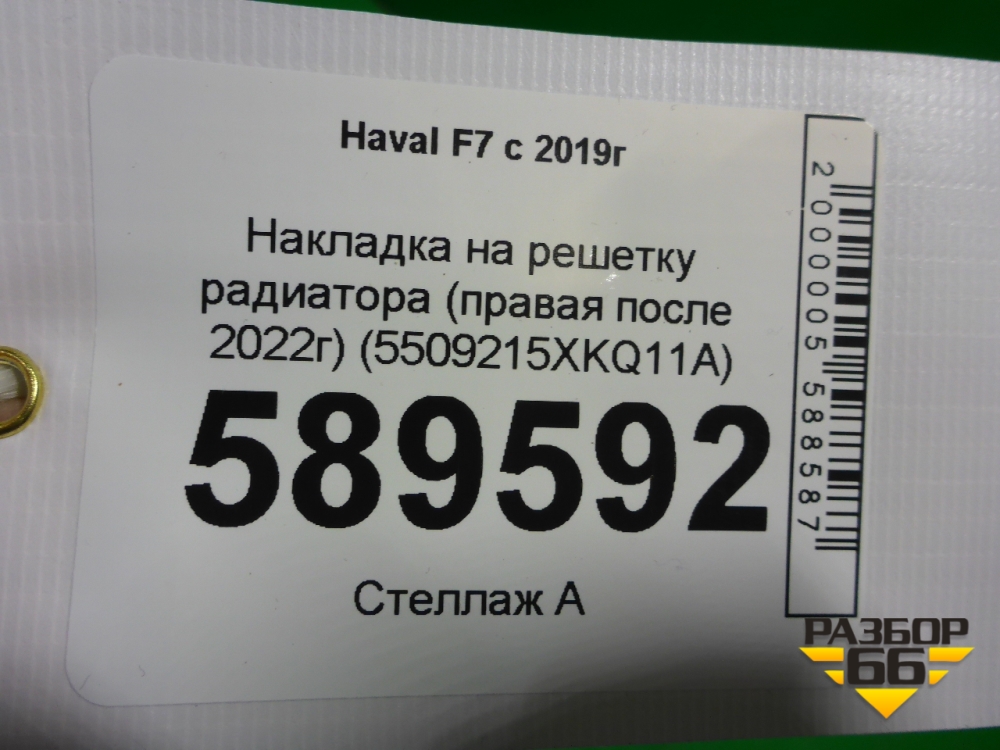 Haval F7 с 2019г
Накладка на решетку
радиатора (правая после
2022г) (5509215XKQ11A)
589592
Стеллаж А
2000005588587
РАЗБОР
66